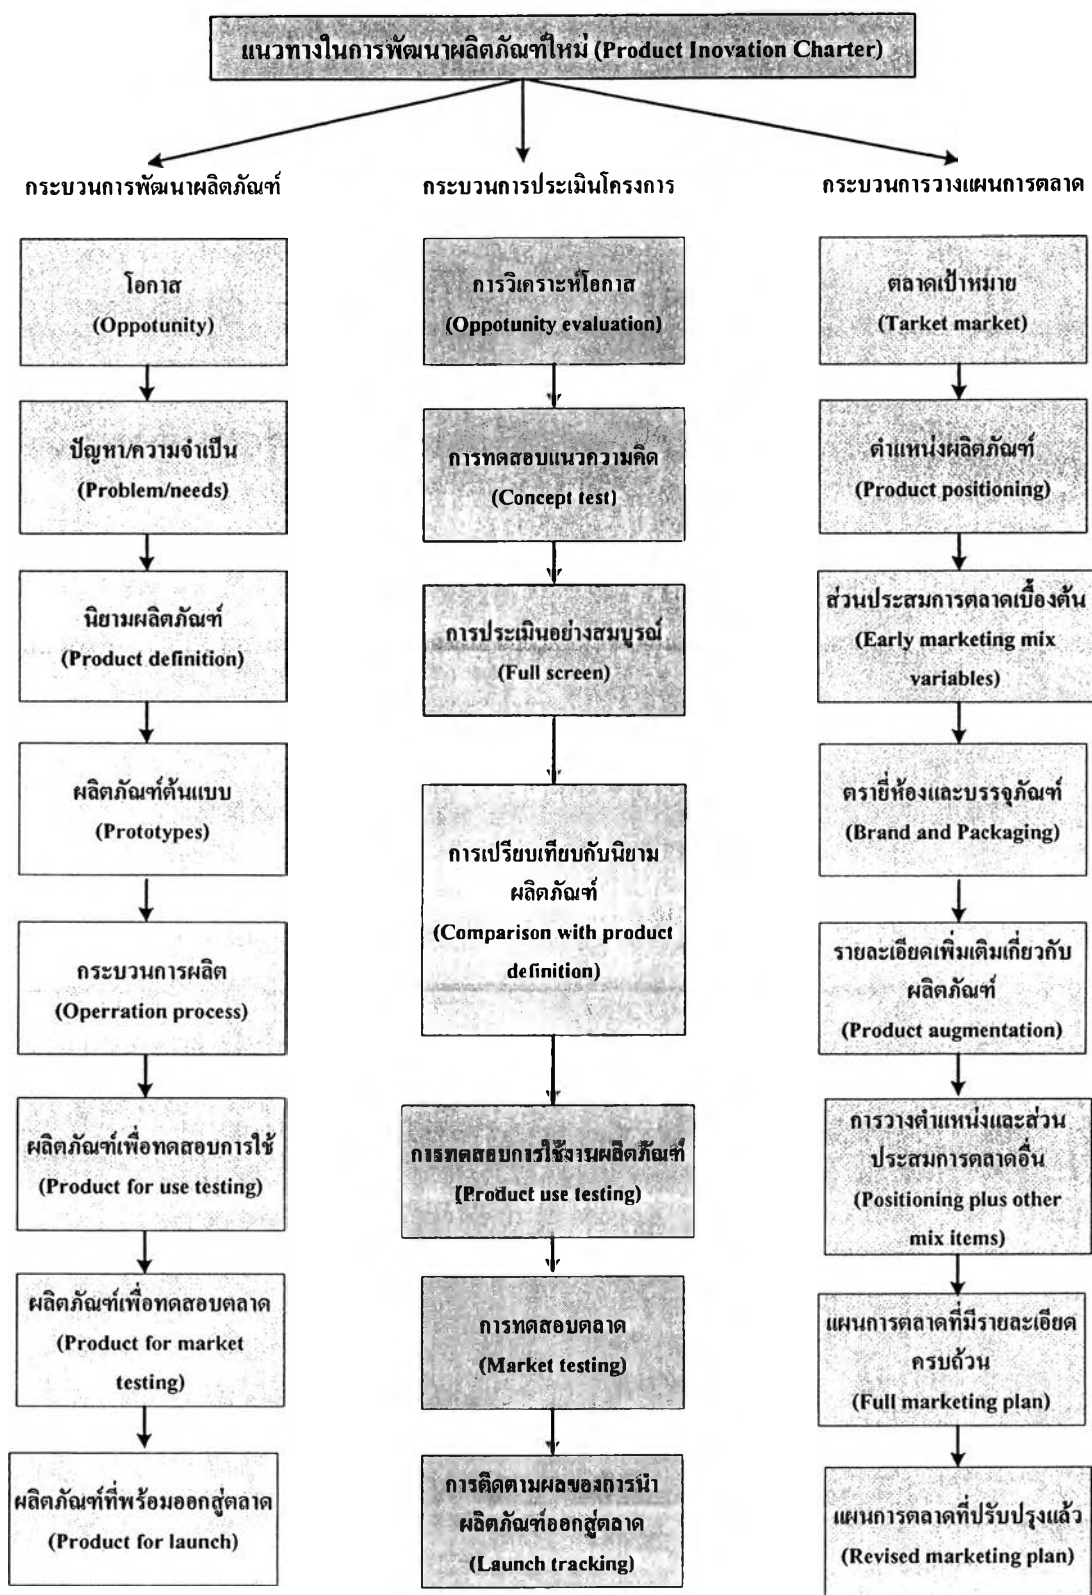 แนวทางในการพัฒนาผลิตภัณฑ์ใหม่ (Product Inovation Charter)
กระบวนการพัฒนาผลิตภัณฑ์
โอกาส
(Oppotunity)
ปัญหา/ความจำเป็น
(Problem/needs)
นิยามผลิตภัณฑ์
(Product definition)
ผลิตภัณฑ์ต้นแบบ
(Prototypes)
กระบวนการผลิต
(Operration process)
ผลิตภัณฑ์เพื่อทดสอบการใช้
(Product for use testing)
ผลิตภัณฑ์เพื่อทดสอบตลาด
(Product for market
testing)
ผลิตภัณฑ์ที่พร้อมออกสู่ตลาด
(Product for launch)
กระบวนการประเมินโครงการ
การวิเคราะห์โอกาส
(Oppotunity evaluation)
การทดสอบแนวความคิด
(Concept test)
การประเมินอย่างสมบูรณ์
(Full screen)
การเปรียบเทียบกับนิยาม
ผลิตภัณฑ์
(Comparison with product
definition)
การทดสอบการใช้งานผลิตภัณฑ์
(Product use testing)
การทดสอบตลาด
(Market testing)
การติดตามผลของการนำ
ผลิตภัณฑ์ออกสู่ตลาด
(Launch tracking)
กระบวนการวางแผนการตลาด
ตลาดเป้าหมาย
(Tarket market)
ตำแหน่งผลิตภัณฑ์
(Product positioning)
ส่วนประสมการตลาดเบื้องต้น
(Early marketing mix
variables)
ตรายี่ห้องและบรรจุภัณฑ์
(Brand and Packaging)
รายละเอียดเพิ่มเติมเกี่ยวกับ
ผลิตภัณฑ์
(Product augmentation)
การวางตำแหน่งและส่วน
ประสมการตลาดอื่น
(Positioning plus other
mix items)
แผนการตลาดที่มีรายละเอียด
ครบถ้วน
(Full marketing plan)
แผนการตลาดที่ปรับปรุงแล้ว
(Revised marketing plan)